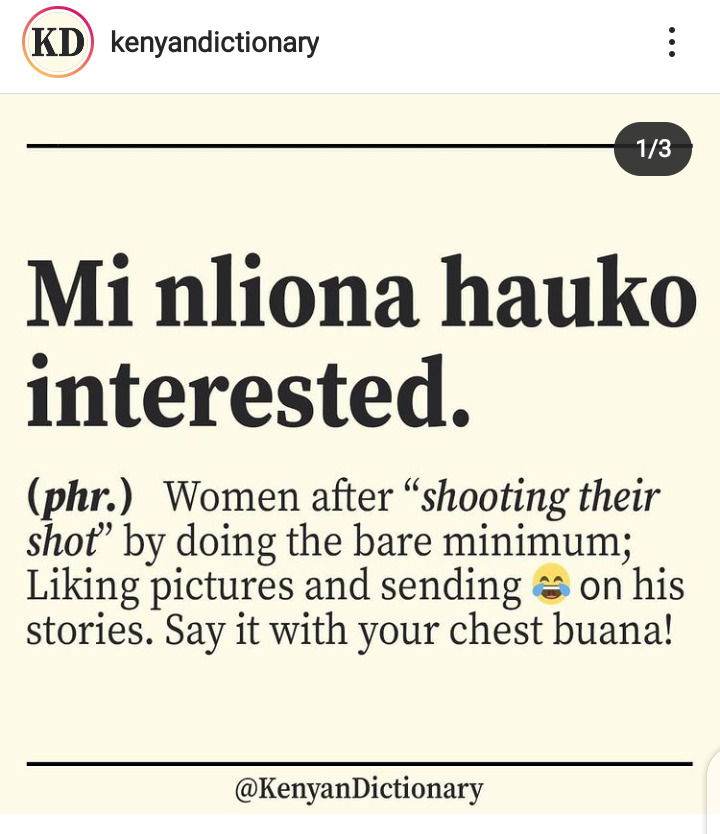 KD kenyandictionary
1/3
Mi nliona hauko
interested.
(phr.) Women after “shooting their
shot” by doing the bare minimum;
Liking pictures and sending 😂 on his
stories. Say it with your chest buana!
@KenyanDictionary